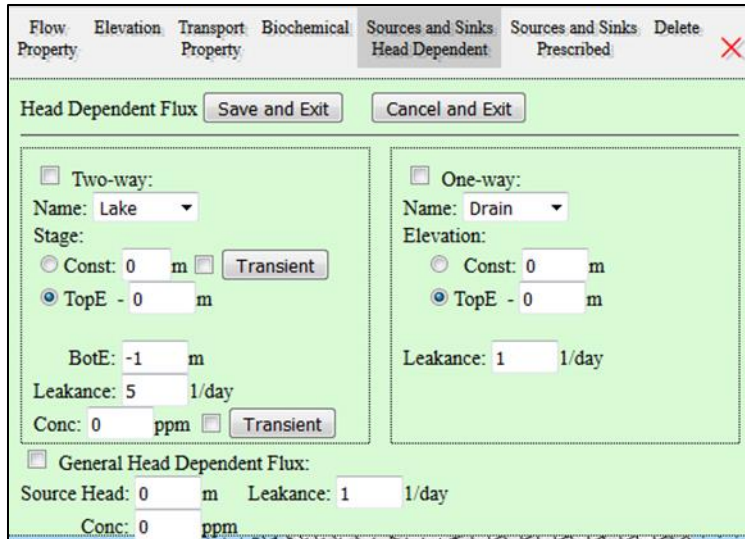 Flow Property Elevation Transport Property Biochemical Sources and Sinks Head Dependent Sources and Sinks Prescribed Delete
Head Dependent Flux Save and Exit Cancel and Exit
Two-way:
Name: Lake
Stage:
Const: 0 m Transient
TopE - 0 m
BotE: -1 m
Leakance: 5 1/day
Conc: 0 ppm Transient
One-way:
Name: Drain
Elevation:
Const: 0 m
TopE - 0 m
Leakance: 1 1/day
General Head Dependent Flux:
Source Head: 0 m Leakance: 1 1/day
Conc: 0 ppm